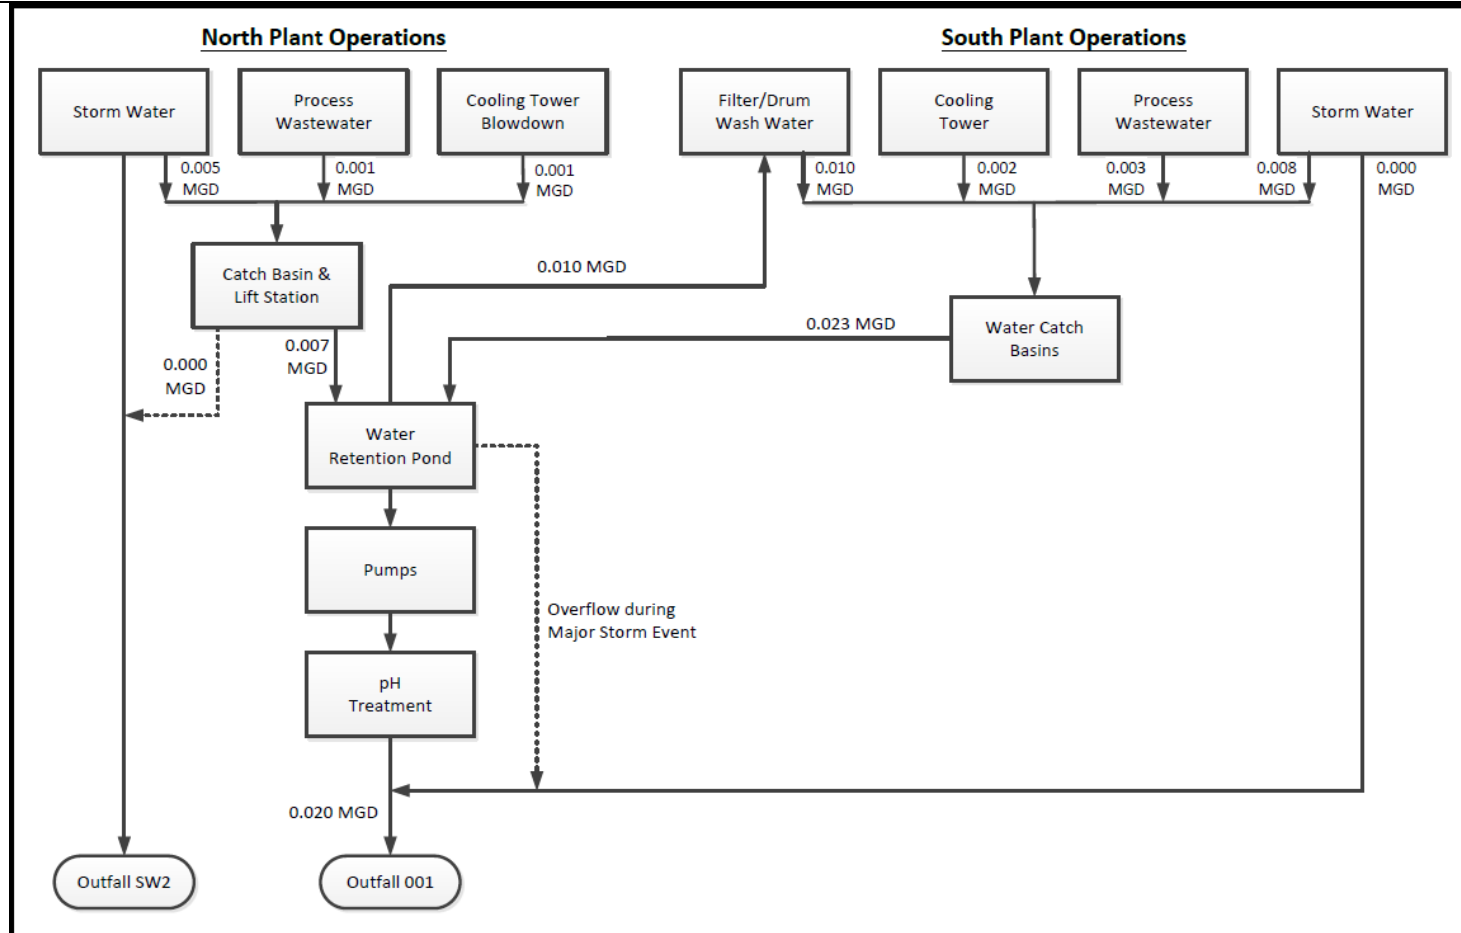 North Plant Operations
South Plant Operations
Storm Water
Process
Wastewater
Cooling Tower
Blowdown
Filter/Drum
Wash Water
Cooling
Tower
Process
Wastewater
Storm Water
0.005
MGD
0.001
MGD
0.001
MGD
0.010
MGD
0.002
MGD
0.003
MGD
0.008
MGD
0.000
MGD
Catch Basin &
Lift Station
0.010 MGD
0.023 MGD
Water Catch
Basins
0.000
MGD
0.007
MGD
Water
Retention Pond
Pumps
Overflow during
Major Storm Event
pH
Treatment
0.020 MGD
Outfall SW2
Outfall 001